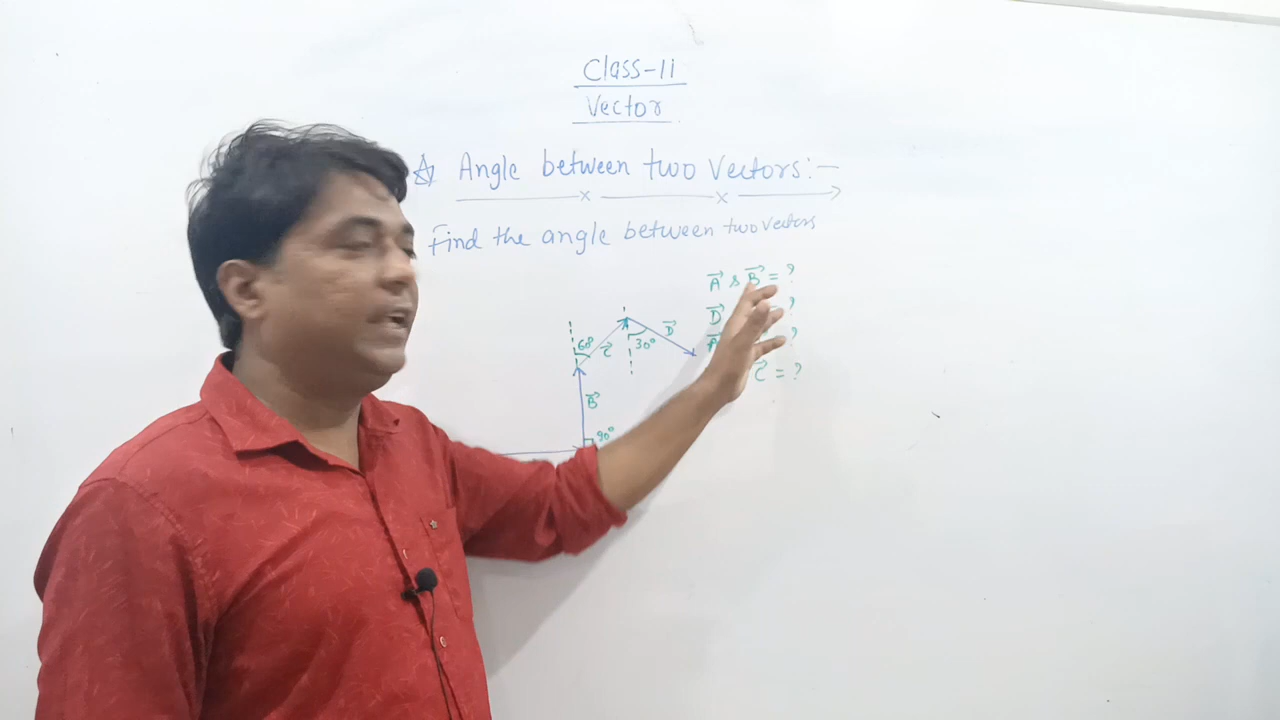 Class-11
Vector
Angle between two Vectors:-
Find the angle between two vectors
A & B = ?
D = ?
A ?
C = ?
60°
C
30°
D
B
90°